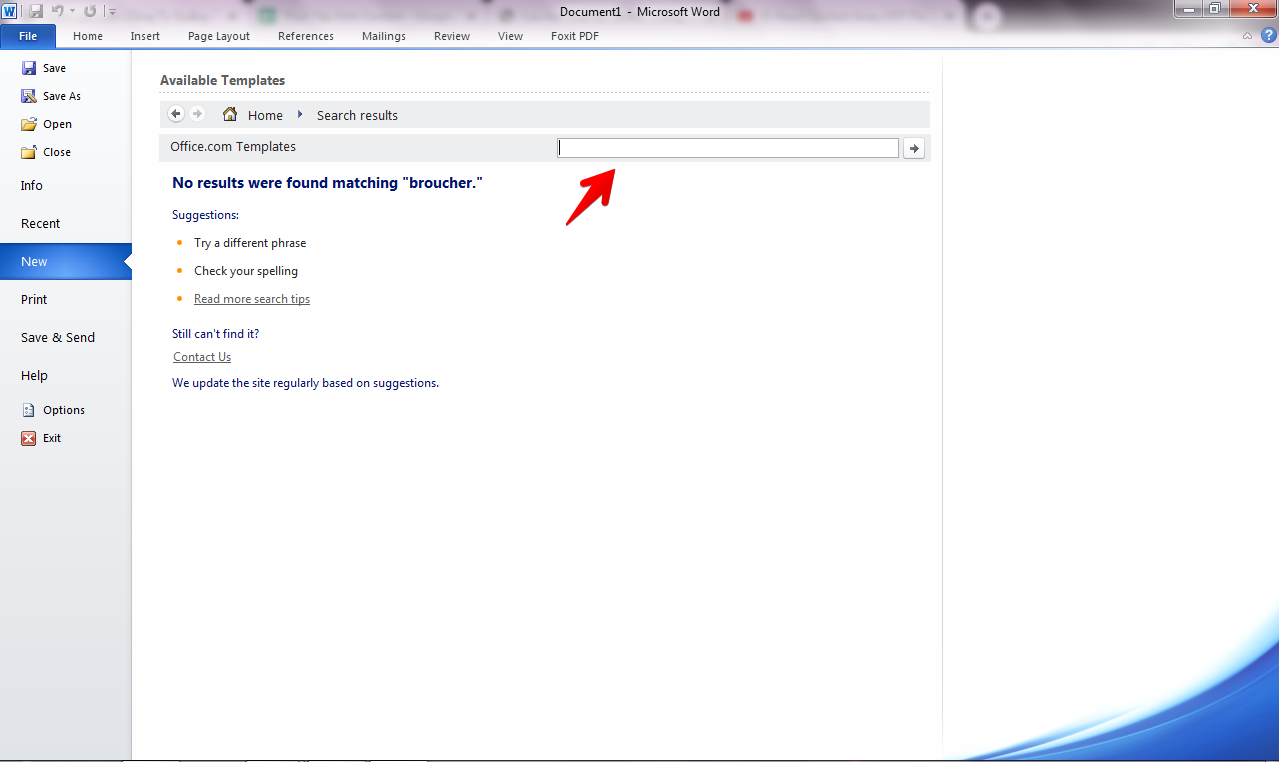 Document1 - Microsoft Word
File Home Insert Page Layout References Mailings Review View Foxit PDF
Save
Save As
Open
Close
Info
Recent
New
Print
Save & Send
Help
Options
Exit
Available Templates
Home Search results
Office.com Templates
No results were found matching "broucher."
Suggestions:
Try a different phrase
Check your spelling
Read more search tips
Still can't find it?
Contact Us
We update the site regularly based on suggestions.